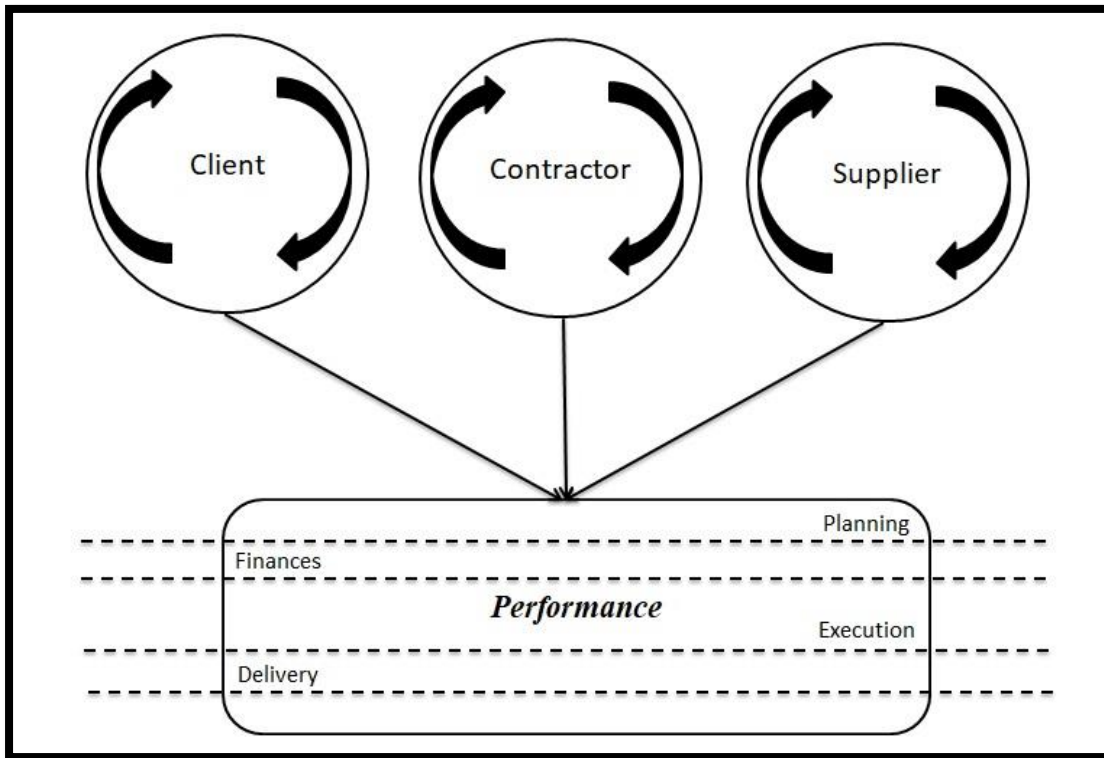 Client
Contractor
Supplier
Planning
Finances
Performance
Execution
Delivery